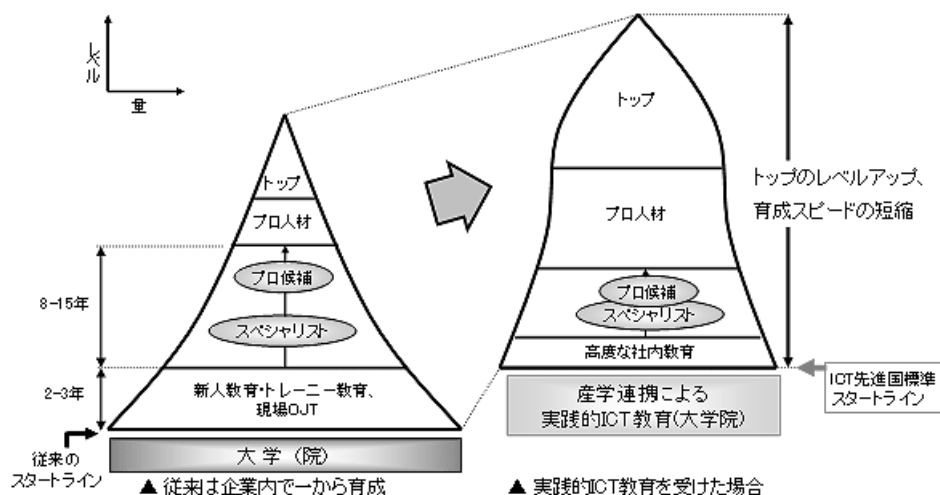 レベル
量
トップ
プロ人材
プロ候補
スペシャリスト
8-15年
2-3年
新人教育・トレーニー教育、
現場OJT
従来の
スタートライン
大学（院）
▲ 従来は企業内で一から育成
トップ
プロ人材
プロ候補
スペシャリスト
高度な社内教育
産学連携による
実践的ICT教育(大学院)
▲ 実践的ICT教育を受けた場合
トップのレベルアップ、
育成スピードの短縮
ICT先進国標準
スタートライン